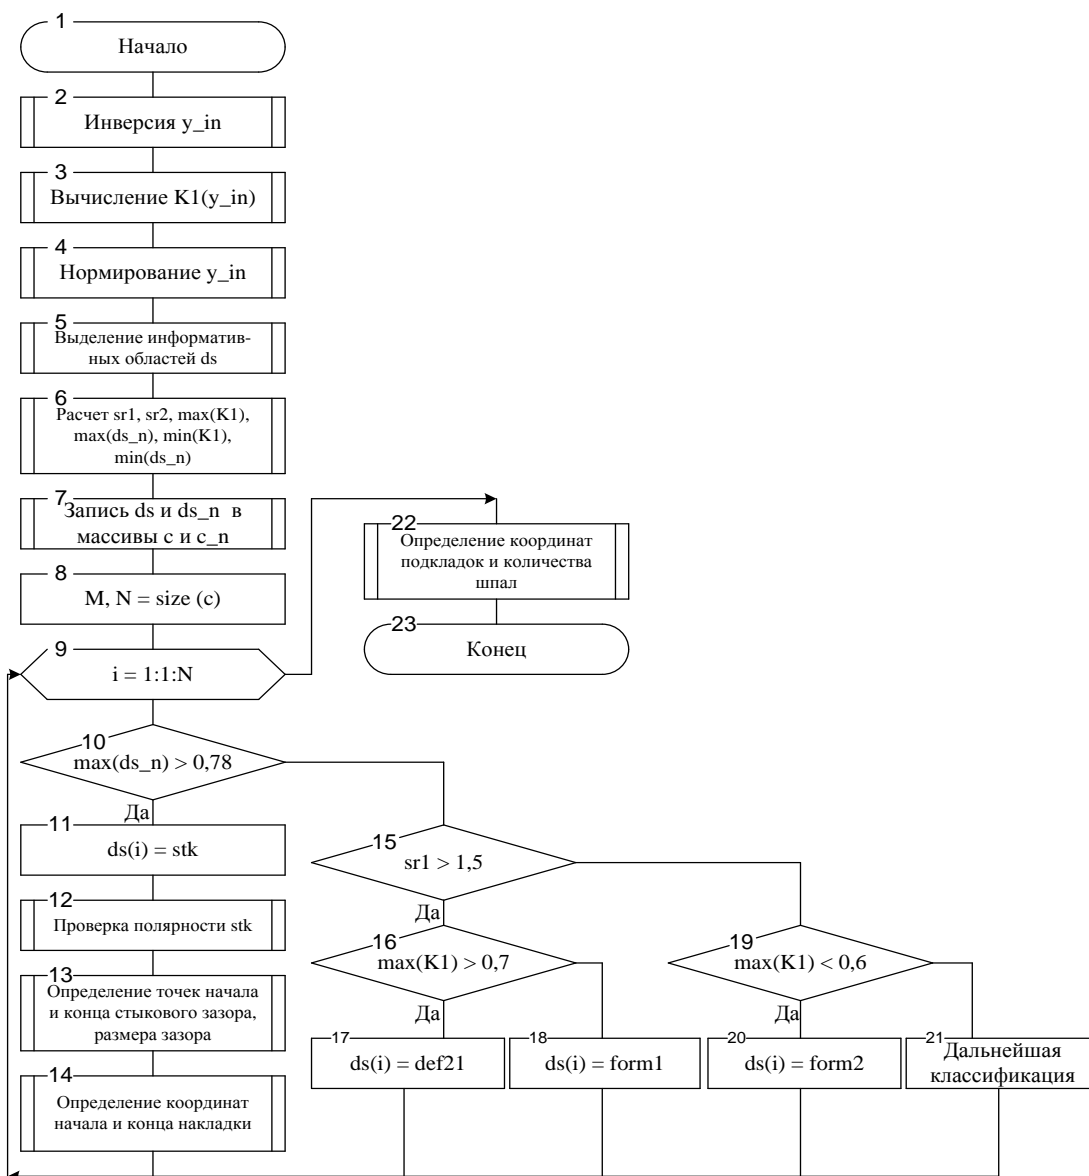 1
Начало
2
Инверсия y_in
3
Вычисление K1(y_in)
4
Нормирование y_in
5
Выделение информатив-
ных областей ds
6
Расчет sr1, sr2, max(K1),
max(ds_n), min(K1),
min(ds_n)
7
Запись ds и ds_n в
массивы c и c_n
8
M, N = size (c)
9
i = 1:1:N
22
Определение координат
подкладок и количества
шпал
23
Конец
10
max(ds_n) > 0,78
Да
11
ds(i) = stk
12
Проверка полярности stk
13
Определение точек начала
и конца стыкового зазора,
размера зазора
14
Определение координат
начала и конца накладки
15
sr1 > 1,5
Да
16
max(K1) > 0,7
Да
17
ds(i) = def21
18
ds(i) = form1
19
max(K1) < 0,6
Да
20
ds(i) = form2
21
Дальнейшая
классификация